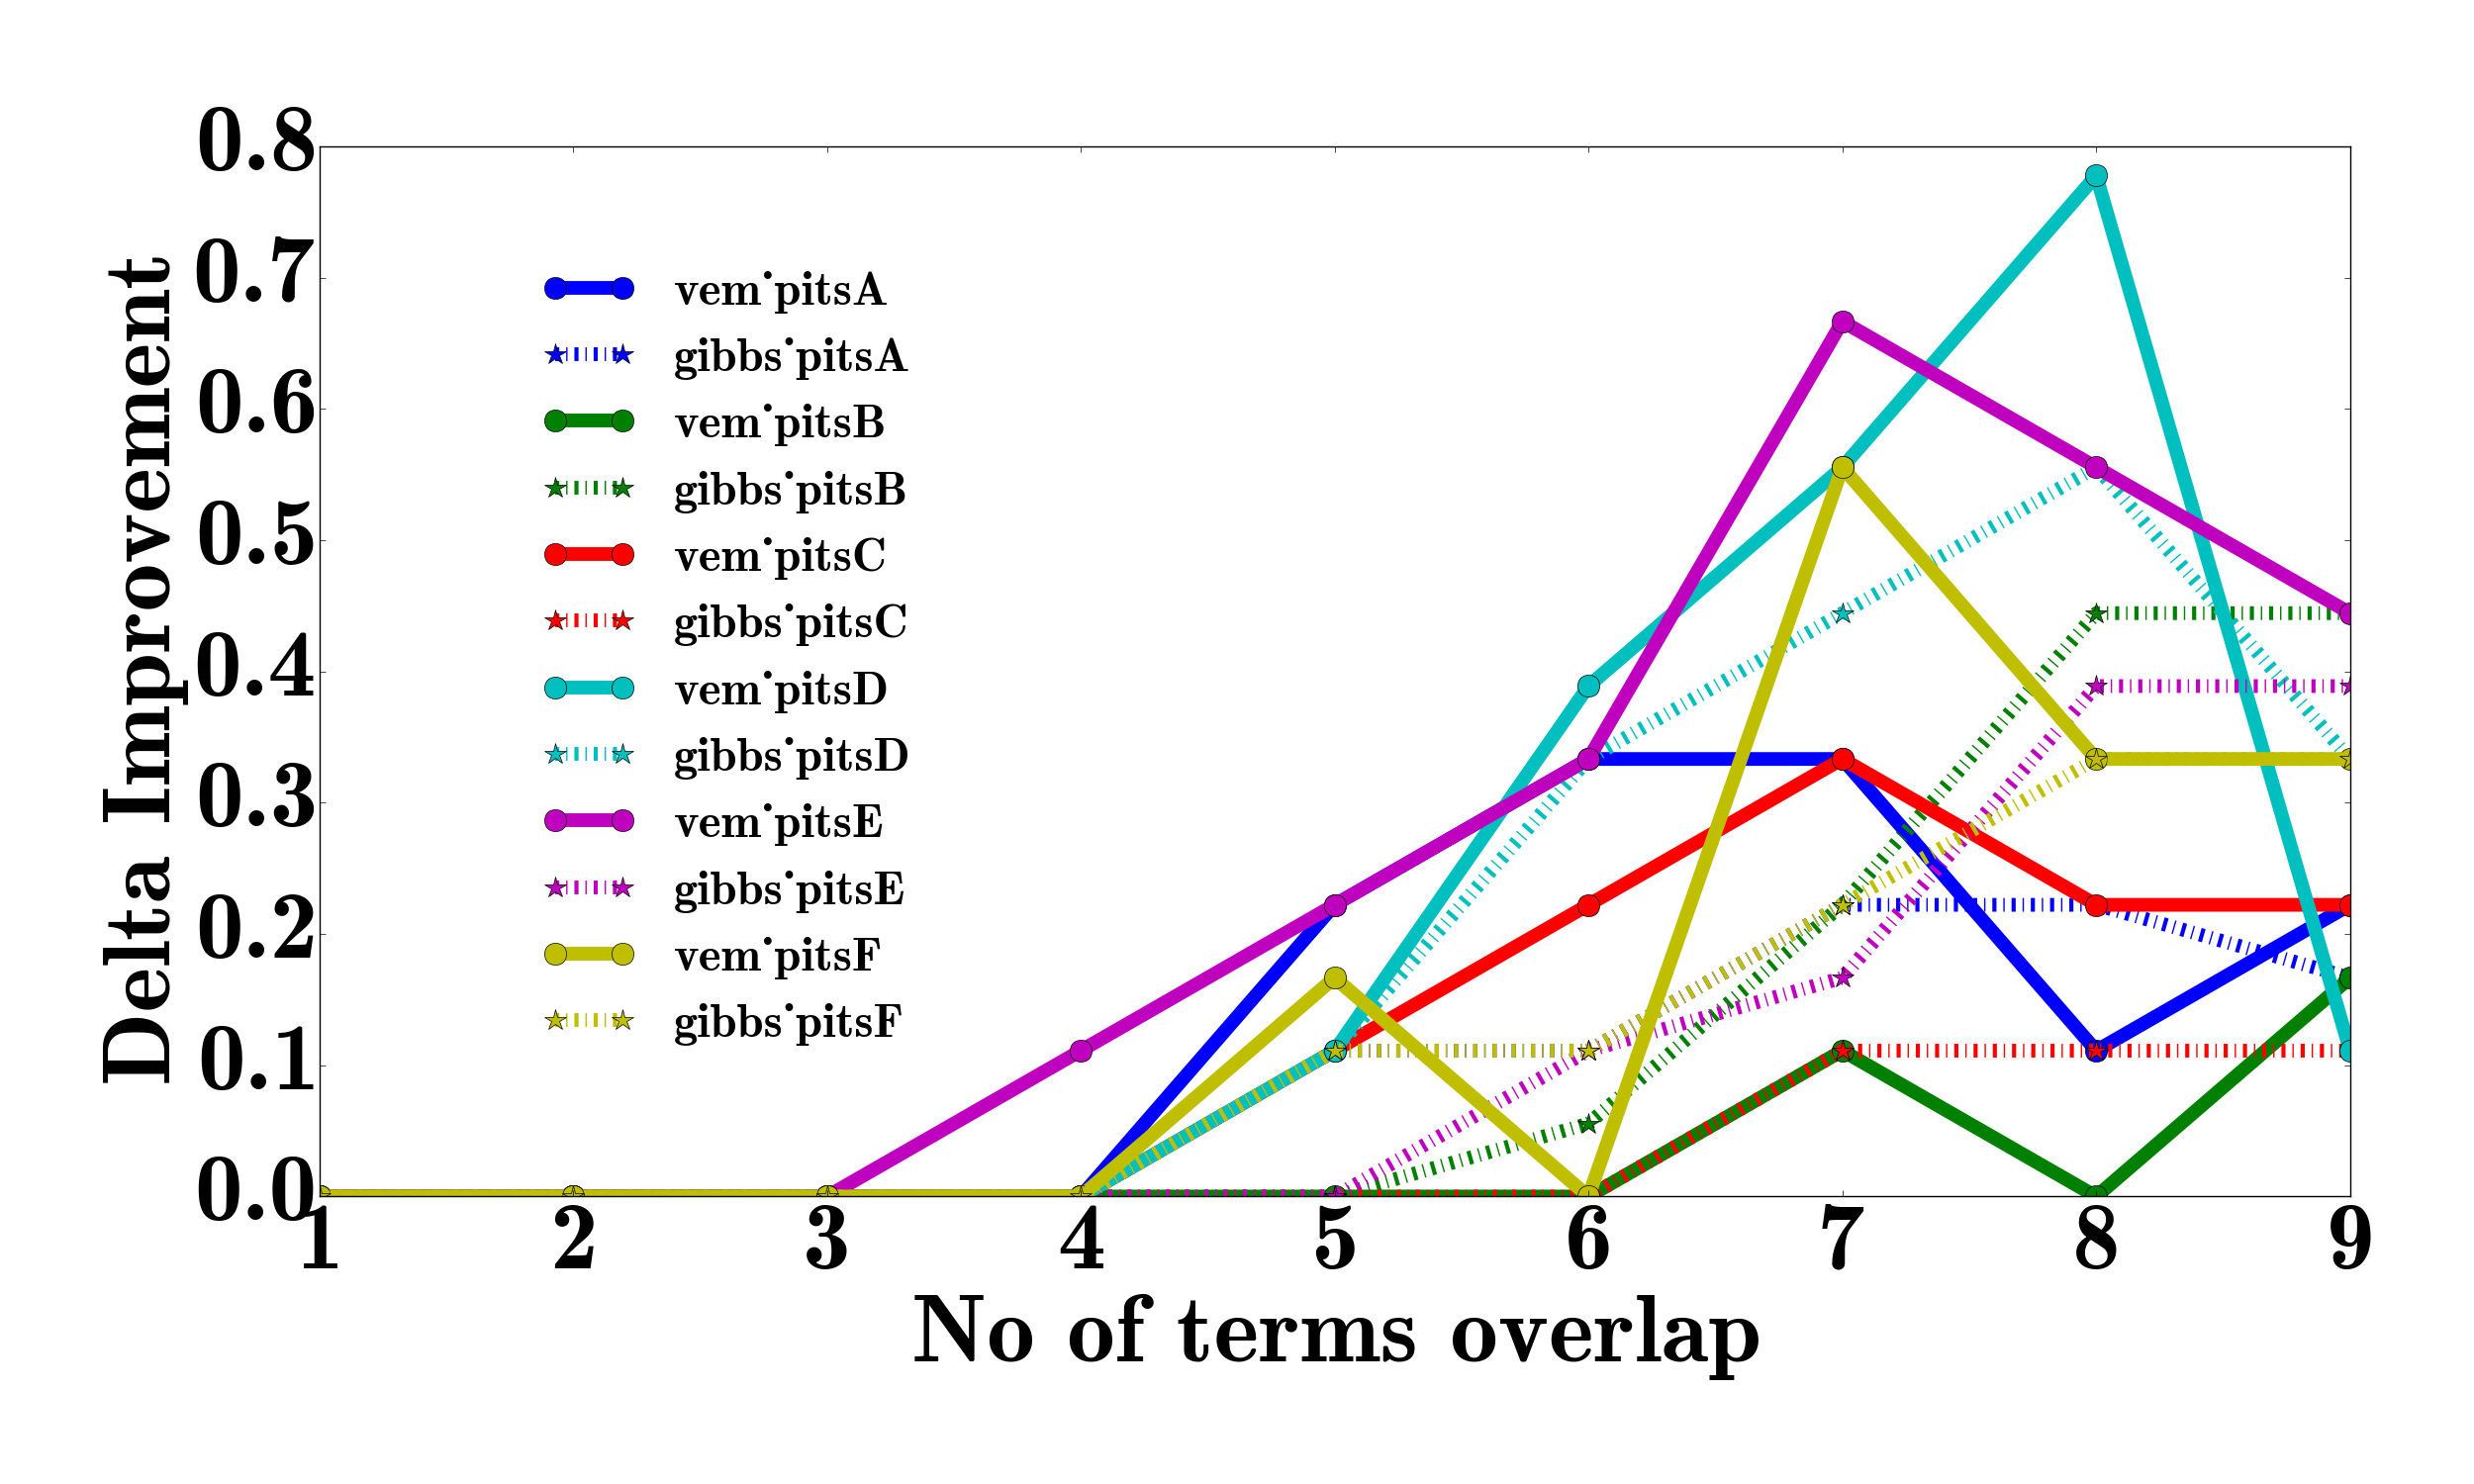 0.8
0.7
0.6
0.5
0.4
0.3
0.2
0.1
0.0
Delta Improvement
vem˙pitsA
gibbs˙pitsA
vem˙pitsB
gibbs˙pitsB
vem˙pitsC
gibbs˙pitsC
vem˙pitsD
gibbs˙pitsD
vem˙pitsE
gibbs˙pitsE
vem˙pitsF
gibbs˙pitsF
1 2 3 4 5 6 7 8 9
No of terms overlap